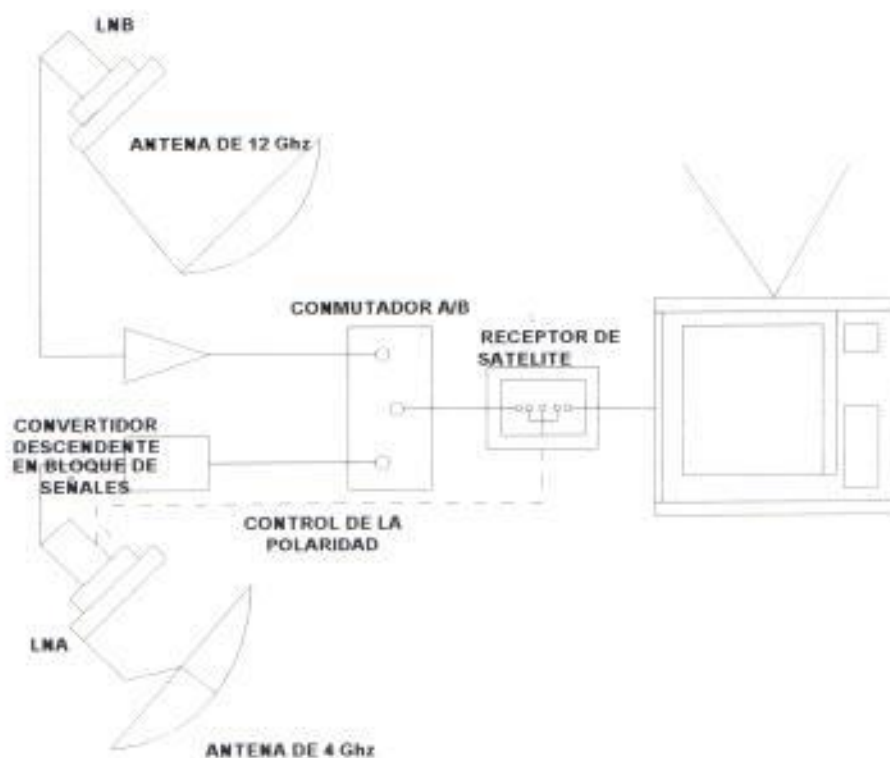 LNB
ANTENA DE 12 Ghz
CONMUTADOR A/B
RECEPTOR DE
SATELITE
CONVERTIDOR
DESCENDENTE
EN BLOQUE DE
SEÑALES
CONTROL DE LA
POLARIDAD
LNA
ANTENA DE 4 Ghz